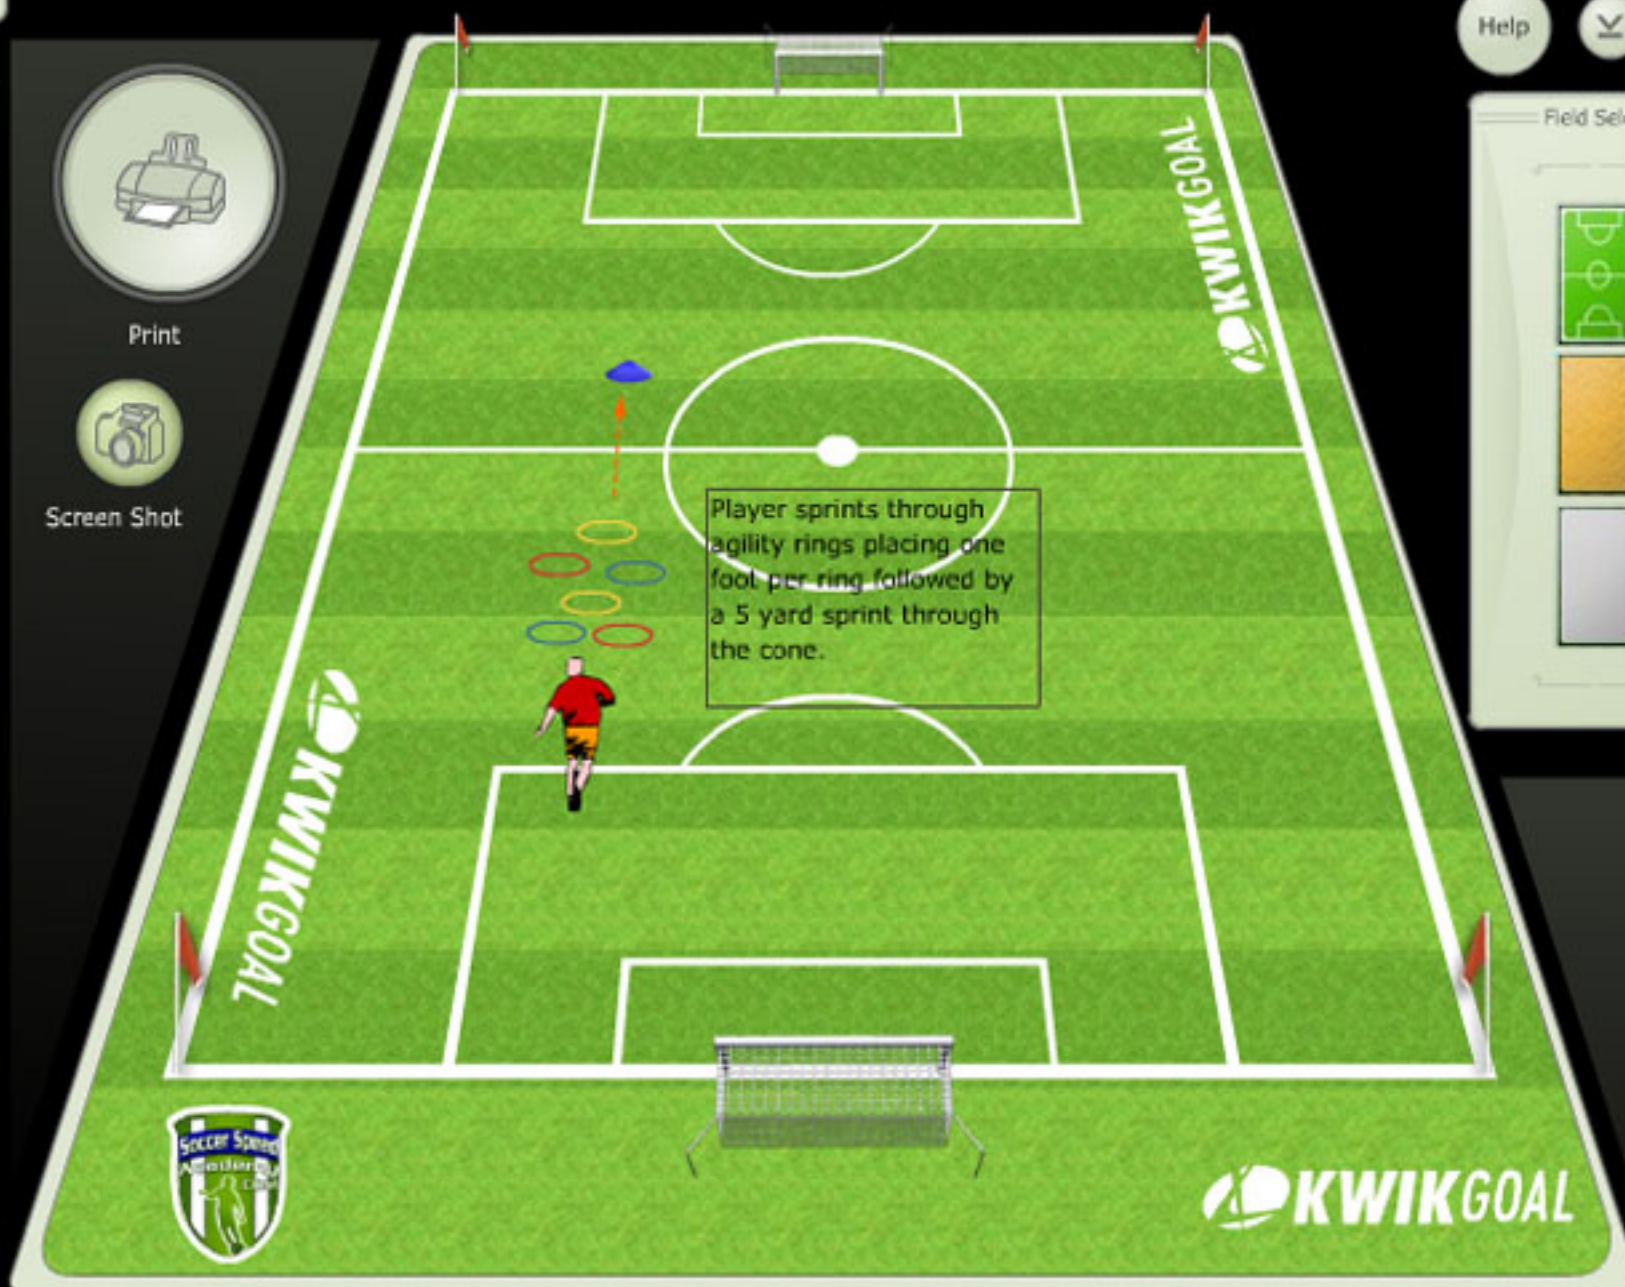 Help
Field Sel
Print
Screen Shot
KWIKGOAL
Player sprints through
agility rings placing one
foot per ring followed by
a 5 yard sprint through
the cone.
KWIKGOAL
Soccer Speed
Academy
KWIKGOAL